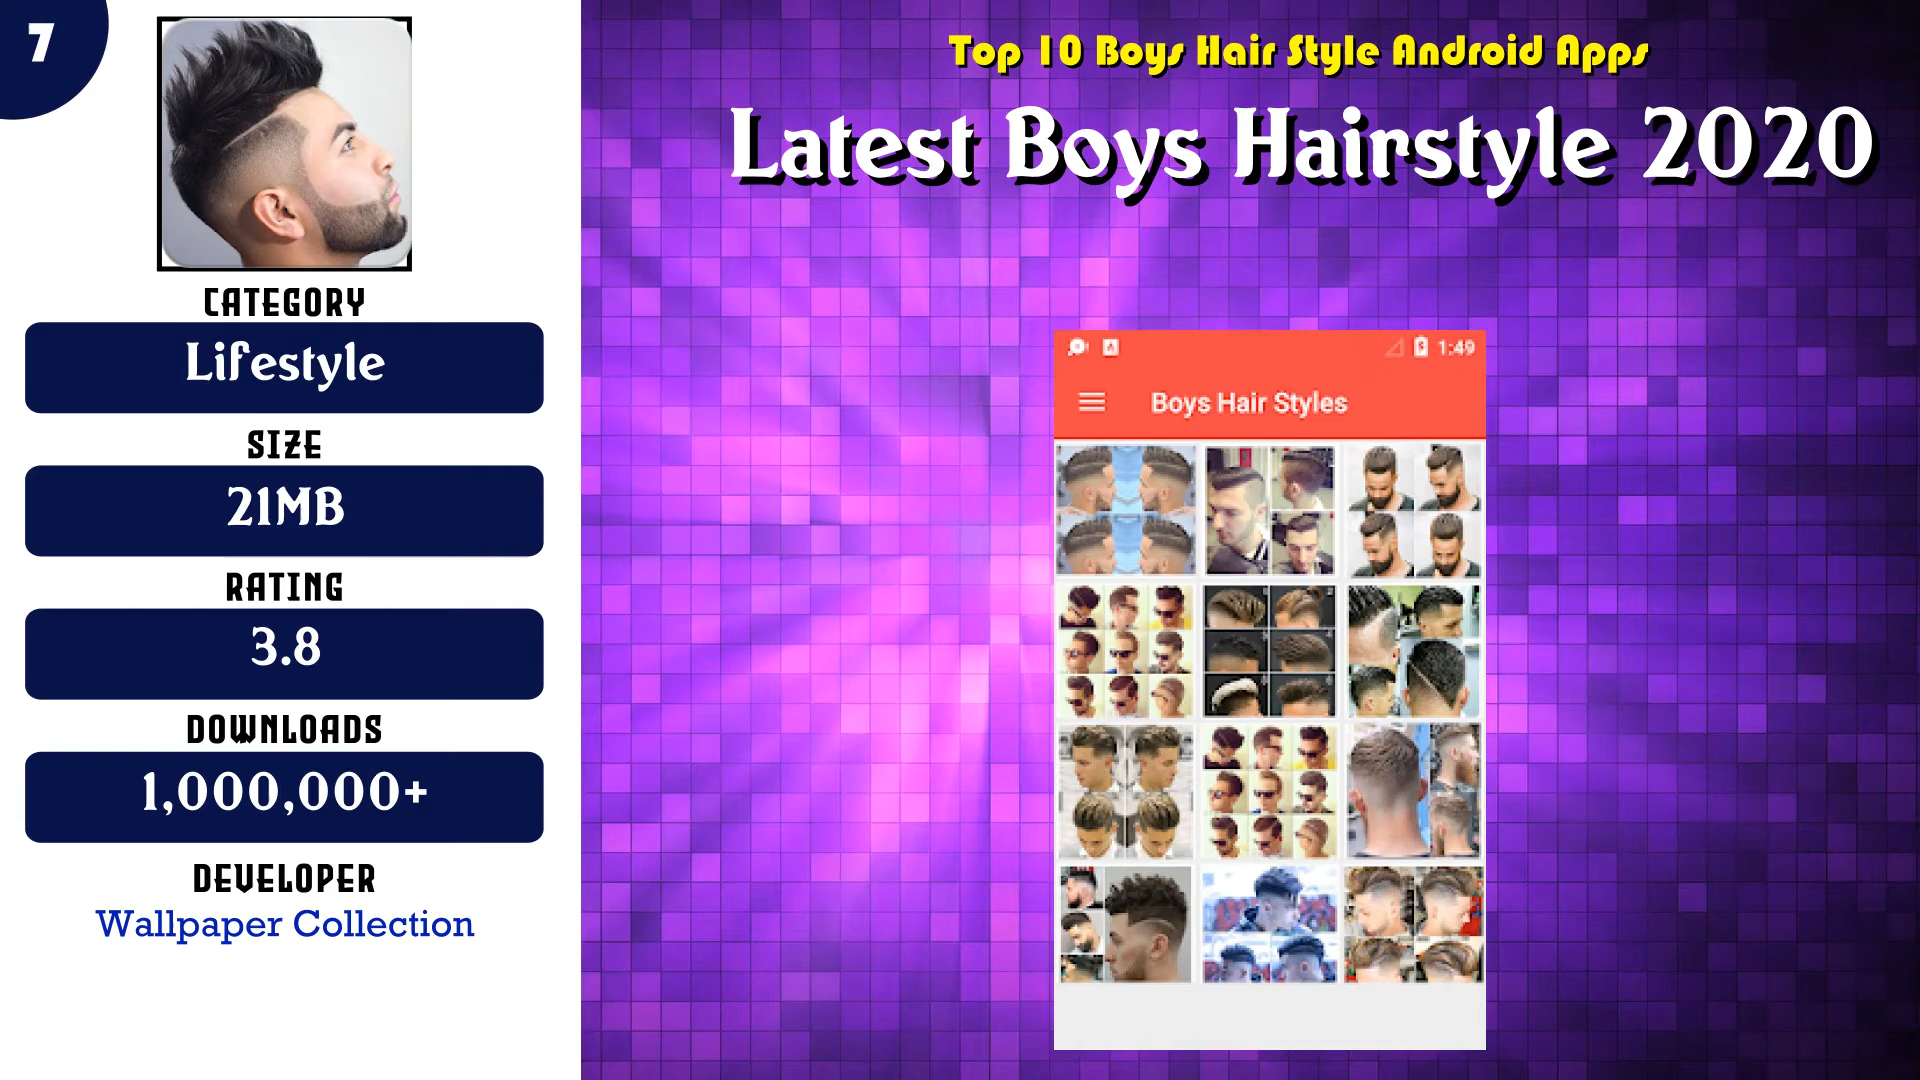 7
CATEGORY
Lifestyle
SIZE
21MB
RATING
3.8
DOWNLOADS
1,000,000+
DEVELOPER
Wallpaper Collection
Top 10 Boys Hair Style Android Apps
Latest Boys Hairstyle 2020
1:49
Boys Hair Styles